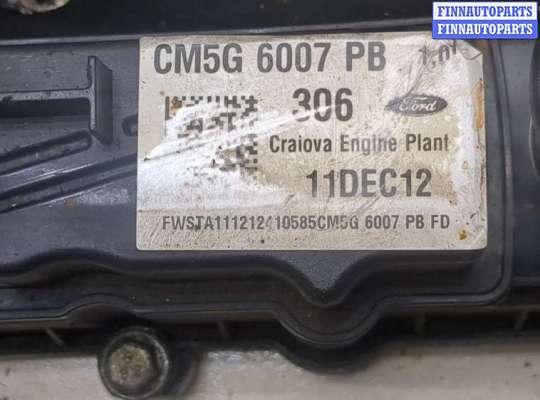 FINNAUTOPARTS
FINNAUTOPARTS
CM5G 6007 PB
306
Ford
Craiova Engine Plant
11DEC12
FWSTA111212410585CM5G 6007 PB FD